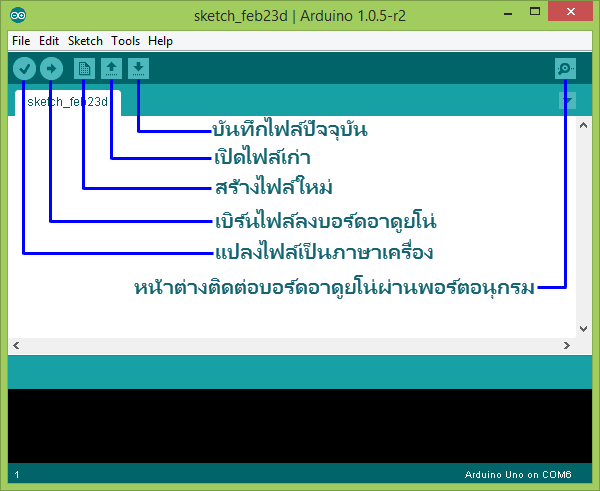 sketch_feb23d | Arduino 1.0.5-r2
File Edit Sketch Tools Help
sketch_feb23d
บันทึกไฟล์ปัจจุบัน
เปิดไฟล์เก่า
สร้างไฟล์ใหม่
เบิร์นไฟล์ลงบอร์ดอาดูยโน่
แปลงไฟล์เป็นภาษาเครื่อง
หน้าต่างติดต่อบอร์ดอาดูยโน่ผ่านพอร์ตอนุกรม
1 Arduino Uno on COM6